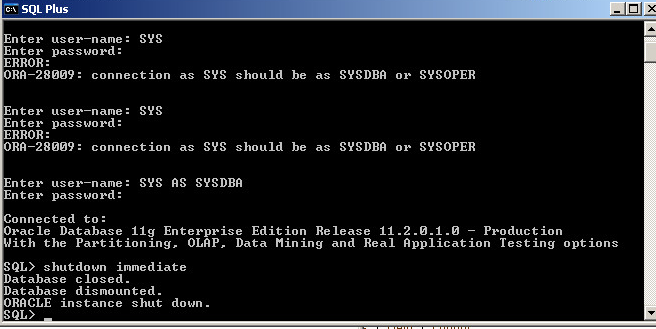 SQL Plus
Enter user-name: SYS
Enter password:
ERROR:
ORA-28009: connection as SYS should be as SYSDBA or SYSOPER
Enter user-name: SYS
Enter password:
ERROR:
ORA-28009: connection as SYS should be as SYSDBA or SYSOPER
Enter user-name: SYS AS SYSDBA
Enter password:
Connected to:
Oracle Database 11g Enterprise Edition Release 11.2.0.1.0 - Production
With the Partitioning, OLAP, Data Mining and Real Application Testing options
SQL> shutdown immediate
Database closed.
Database dismounted.
ORACLE instance shut down.
SQL> _